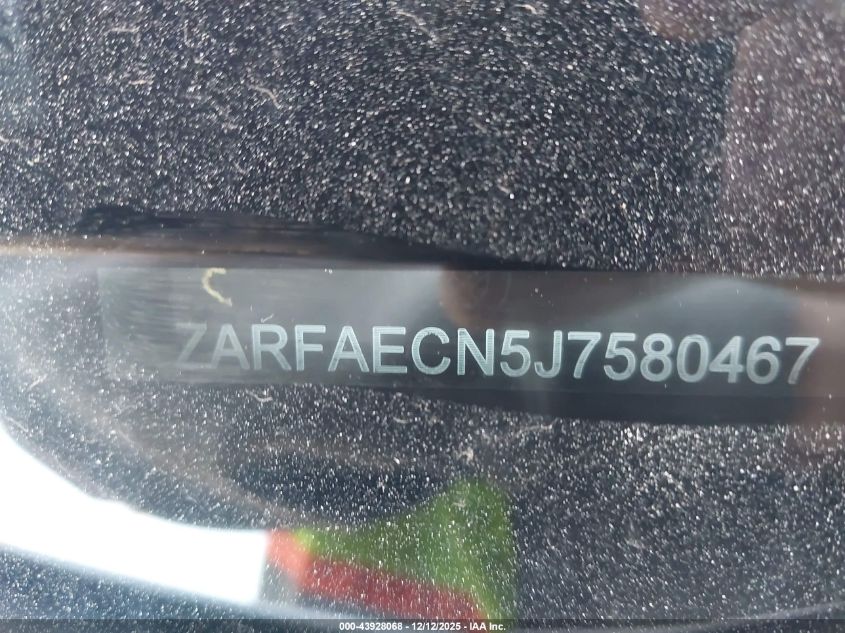 ZARFAECN5J7580467
000-43928068 - 12/12/2025 - IAA Inc.